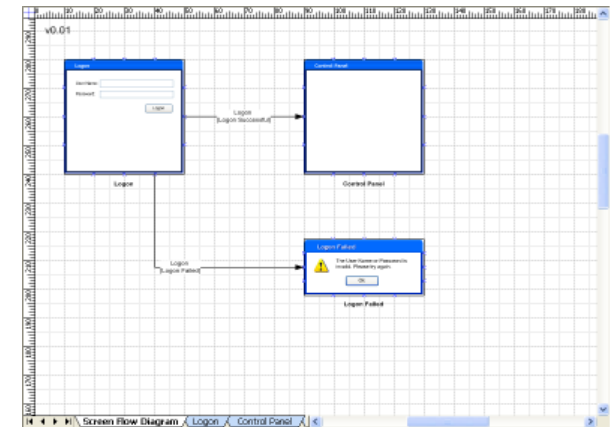 v0.01
Logon
User Name:
Password:
Logon
Control Panel
Logon
[Logon Successful]
Logon
Control Panel
Logon
[Logon Failed]
Logon Failed
The User Name or Password is
invalid. Please try again.
OK
Logon Failed
Screen Flow Diagram
Logon
Control Panel